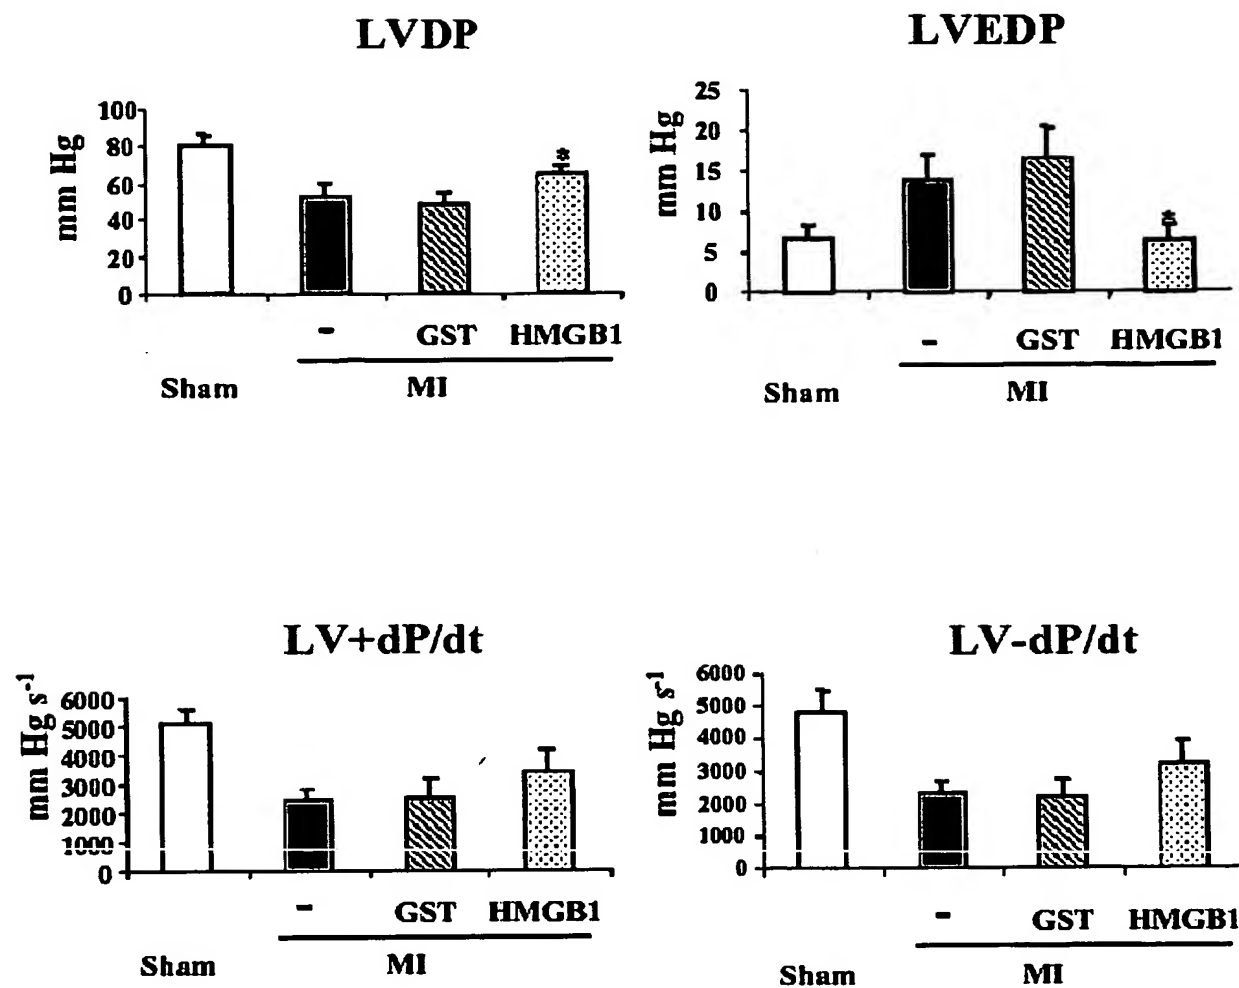 LVDP
mm Hg
100
80
60
40
20
0
*
- GST HMGB1
Sham MI
LVEDP
mm Hg
25
20
15
10
5
0
*
- GST HMGB1
Sham MI
LV+dP/dt
mm Hg s-1
6000
5000
4000
3000
2000
1000
0
- GST HMGB1
Sham MI
LV-dP/dt
mm Hg s-1
6000
5000
4000
3000
2000
1000
0
- GST HMGB1
Sham MI